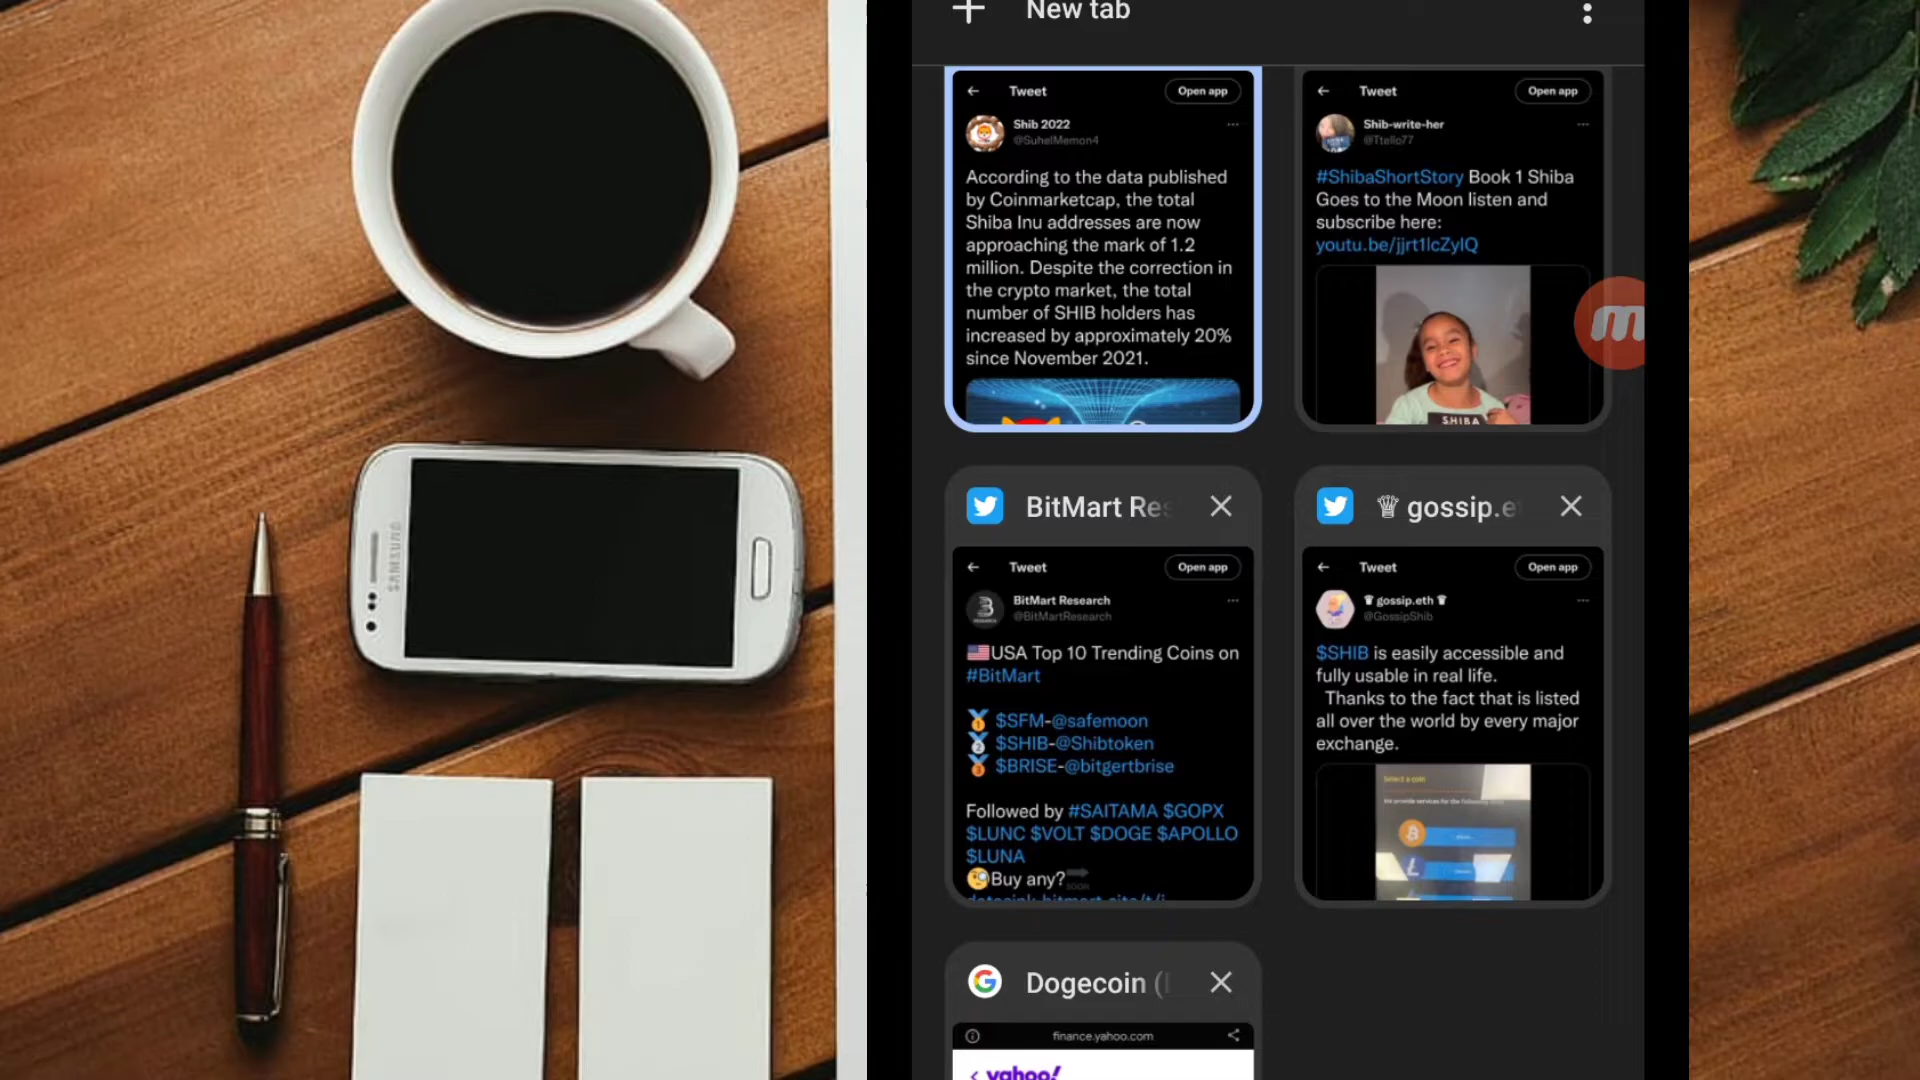 New tab
Tweet
Open app
Shib 2022
@SuhelMemon4
According to the data published
by Coinmarketcap, the total
Shiba Inu addresses are now
approaching the mark of 1.2
million. Despite the correction in
the crypto market, the total
number of SHIB holders has
increased by approximately 20%
since November 2021.
Tweet
Open app
Shib-write-her
@Ttello77
#ShibaShortStory Book 1 Shiba
Goes to the Moon listen and
subscribe here:
youtu.be/jjrt1lcZyIQ
SHIBA
SAMSUNG
BitMart Res
Tweet
Open app
BitMart Research
@BitMartResearch
🇺🇸USA Top 10 Trending Coins on
#BitMart
🥇 $SFM-@safemoon
🥈 $SHIB-@Shibtoken
🥉 $BRISE-@bitgertbrise
Followed by #SAITAMA $GOPX
$LUNC $VOLT $DOGE $APOLLO
$LUNA
🧐Buy any?🔜
♛ gossip.e
Tweet
Open app
♛ gossip.eth ♛
@GossipShib
$SHIB is easily accessible and
fully usable in real life.
Thanks to the fact that is listed
all over the world by every major
exchange.
Select a coin
Dogecoin (
finance.yahoo.com
yahoo!